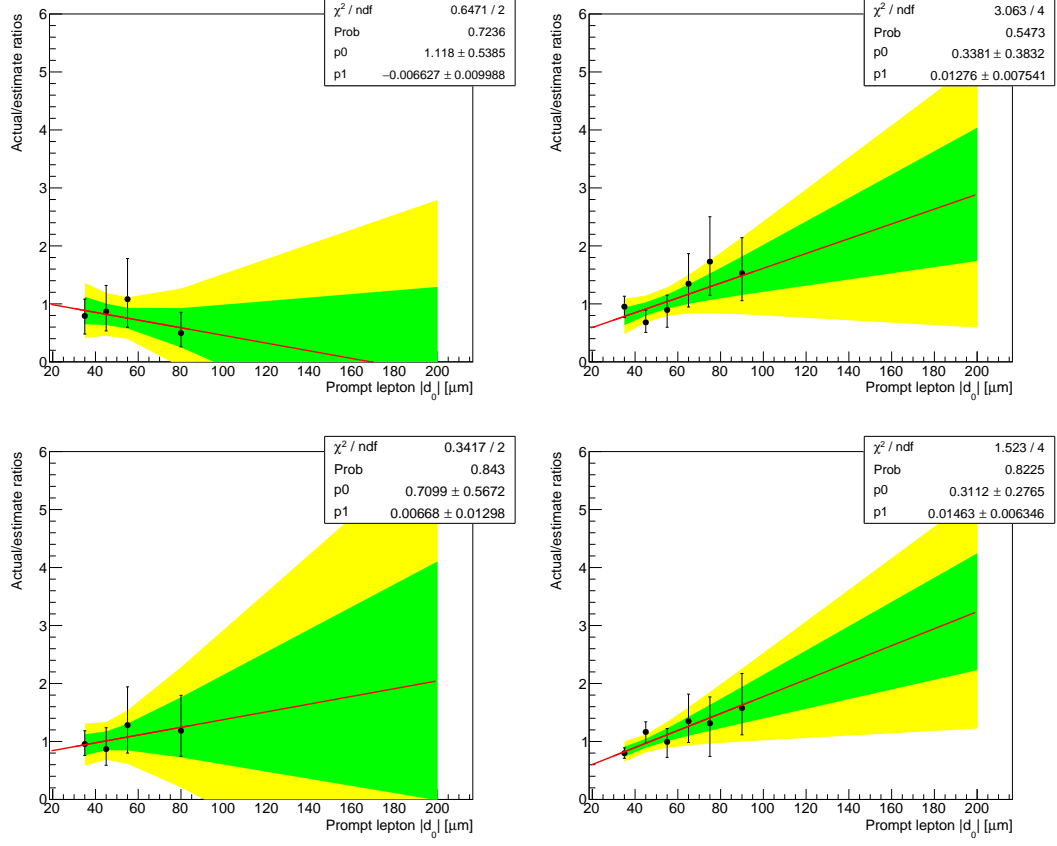 χ² / ndf 0.6471 / 2
Prob 0.7236
p0 1.118 ± 0.5385
p1 −0.006627 ± 0.009988
Actual/estimate ratios
6
5
4
3
2
1
0
20 40 60 80 100 120 140 160 180 200
Prompt lepton |d₀| [μm]
χ² / ndf 3.063 / 4
Prob 0.5473
p0 0.3381 ± 0.3832
p1 0.01276 ± 0.007541
Actual/estimate ratios
6
5
4
3
2
1
0
20 40 60 80 100 120 140 160 180 200
Prompt lepton |d₀| [μm]
χ² / ndf 0.3417 / 2
Prob 0.843
p0 0.7099 ± 0.5672
p1 0.00668 ± 0.01298
Actual/estimate ratios
6
5
4
3
2
1
0
20 40 60 80 100 120 140 160 180 200
Prompt lepton |d₀| [μm]
χ² / ndf 1.523 / 4
Prob 0.8225
p0 0.3112 ± 0.2765
p1 0.01463 ± 0.006346
Actual/estimate ratios
6
5
4
3
2
1
0
20 40 60 80 100 120 140 160 180 200
Prompt lepton |d₀| [μm]